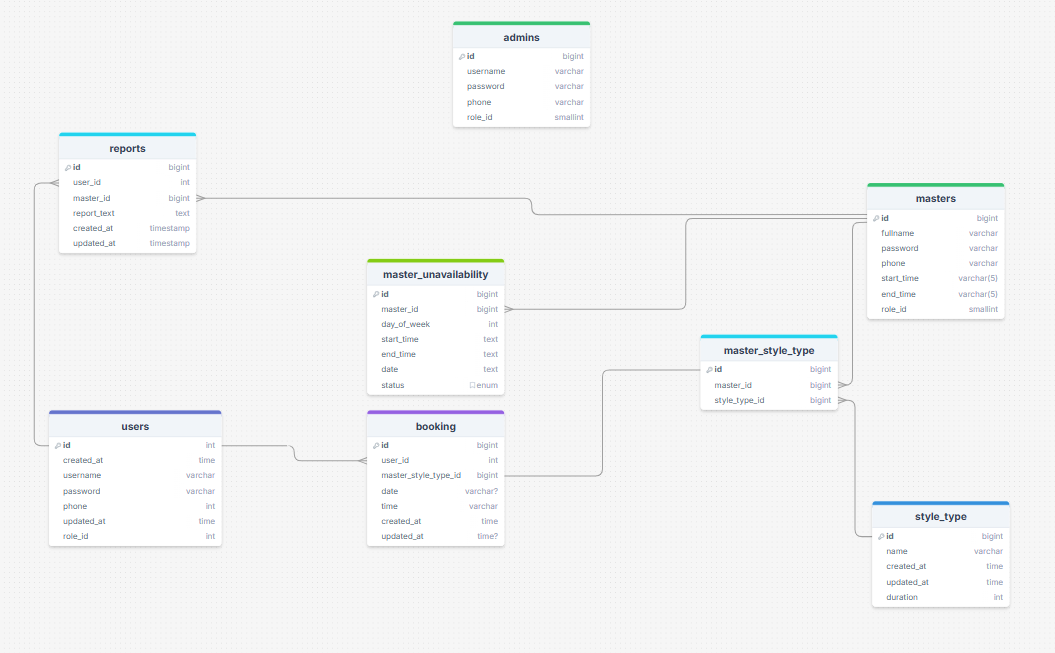 admins
id bigint
username varchar
password varchar
phone varchar
role_id smallint
reports
id bigint
user_id int
master_id bigint
report_text text
created_at timestamp
updated_at timestamp
masters
id bigint
fullname varchar
password varchar
phone varchar
start_time varchar(5)
end_time varchar(5)
role_id smallint
master_unavailability
id bigint
master_id bigint
day_of_week int
start_time text
end_time text
date text
status enum
master_style_type
id bigint
master_id bigint
style_type_id bigint
users
id int
created_at time
username varchar
password varchar
phone int
updated_at time
role_id int
booking
id bigint
user_id int
master_style_type_id bigint
date varchar?
time varchar
created_at time
updated_at time?
style_type
id bigint
name varchar
created_at time
updated_at time
duration int